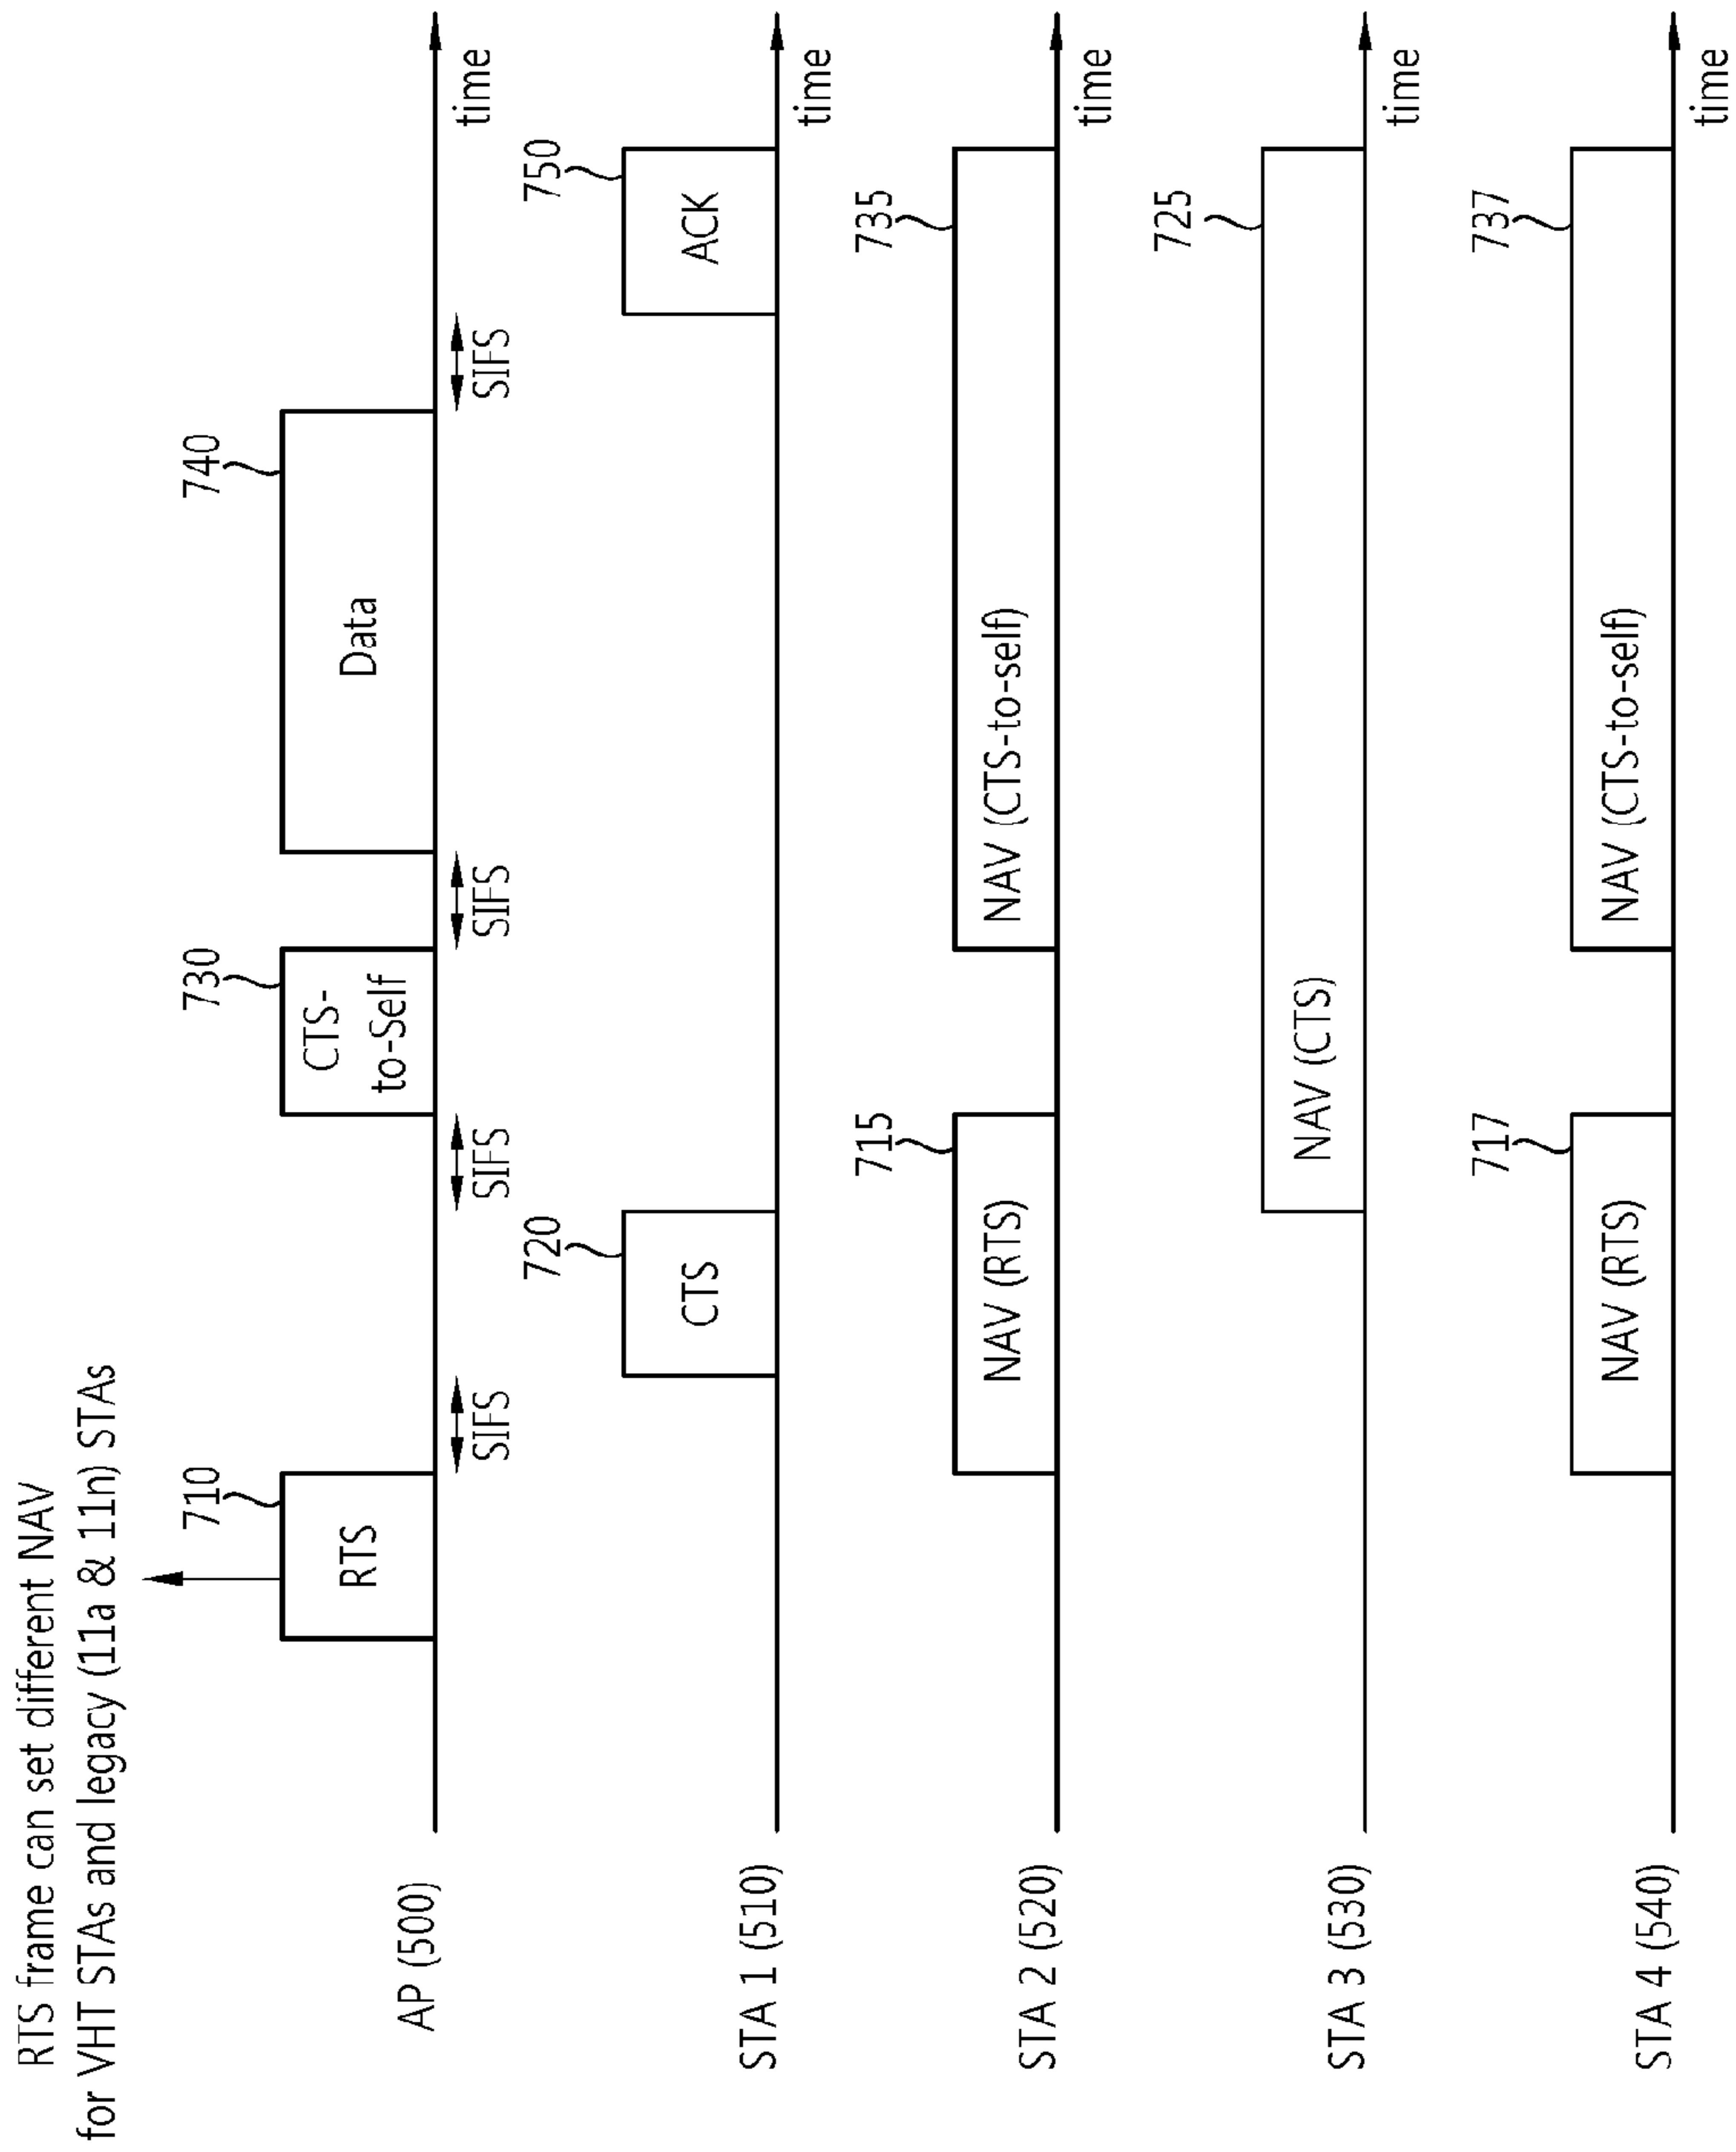 RTS frame can set different NAV
for VHT STAs and legacy (11a & 11n) STAs
710
730
740
RTS
CTS-
to-Self
Data
AP (500)
SIFS
SIFS
SIFS
SIFS
time
720
750
CTS
ACK
STA 1 (510)
time
715
735
NAV (RTS)
NAV (CTS-to-self)
STA 2 (520)
time
725
NAV (CTS)
STA 3 (530)
time
717
737
NAV (RTS)
NAV (CTS-to-self)
STA 4 (540)
time